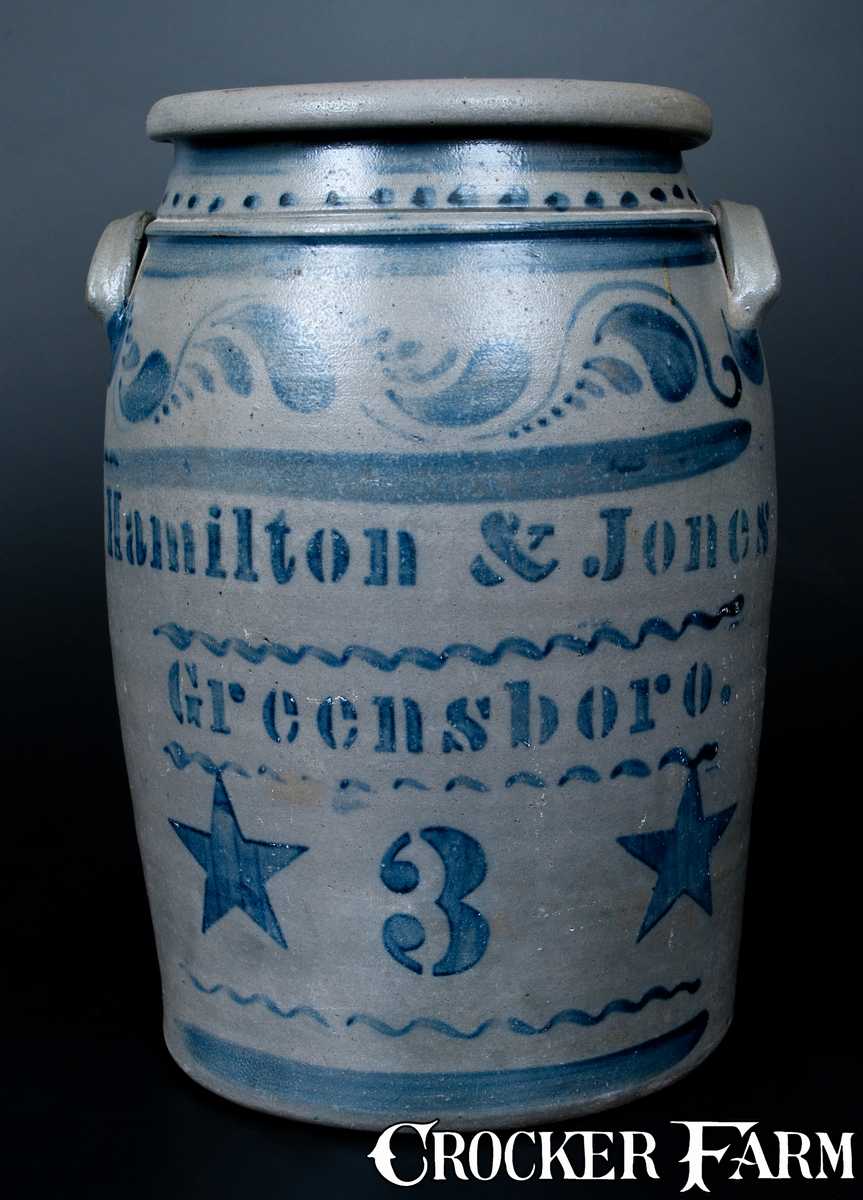 Hamilton & Jones
Greensboro.
3
CROCKER FARM